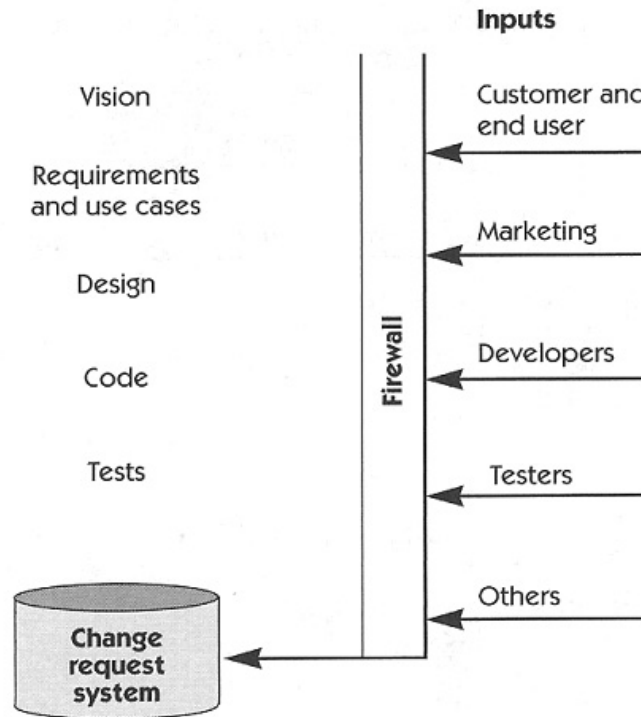 Inputs
Vision
Customer and
end user
Requirements
and use cases
Marketing
Design
Firewall
Developers
Code
Tests
Testers
Others
Change
request
system